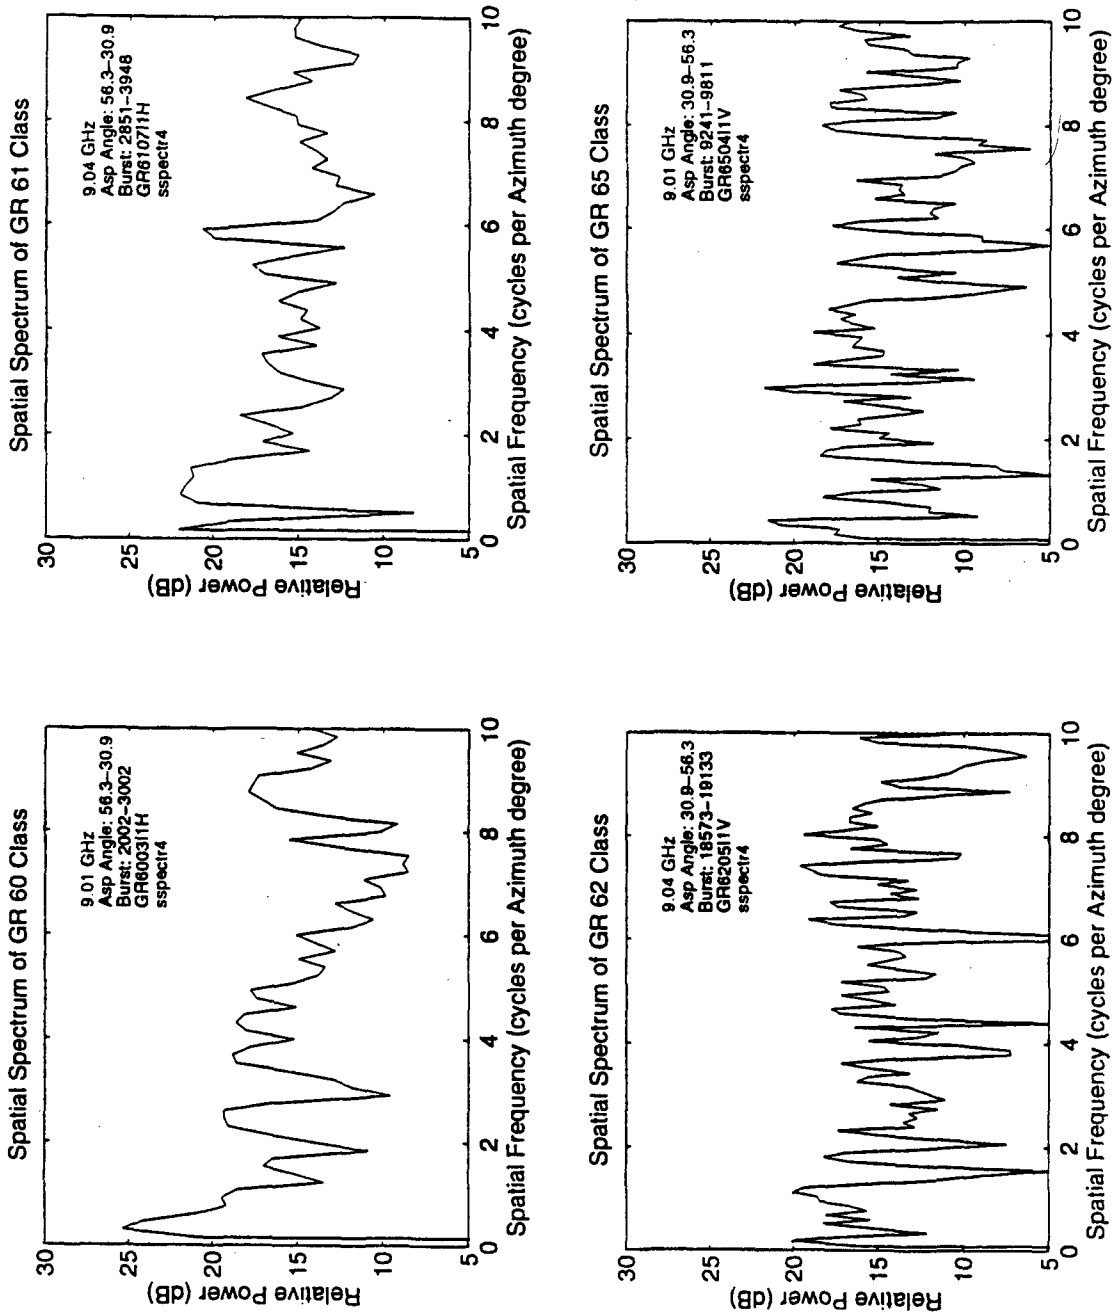 Spatial Spectrum of GR 60 Class
9.01 GHz
Asp Angle: 56.3–30.9
Burst: 2002–3002
GR6003I1H
sspectr4
30
25
20
15
10
5
Relative Power (dB)
0
2
4
6
8
10
Spatial Frequency (cycles per Azimuth degree)
Spatial Spectrum of GR 61 Class
9.04 GHz
Asp Angle: 56.3–30.9
Burst: 2851–3948
GR6107I1H
sspectr4
30
25
20
15
10
5
Relative Power (dB)
0
2
4
6
8
10
Spatial Frequency (cycles per Azimuth degree)
Spatial Spectrum of GR 62 Class
9.04 GHz
Asp Angle: 30.9–56.3
Burst: 18573–19133
GR6205I1V
sspectr4
30
25
20
15
10
5
Relative Power (dB)
0
2
4
6
8
10
Spatial Frequency (cycles per Azimuth degree)
Spatial Spectrum of GR 65 Class
9.01 GHz
Asp Angle: 30.9–56.3
Burst: 9241–9811
GR6504I1V
sspectr4
30
25
20
15
10
5
Relative Power (dB)
0
2
4
6
8
10
Spatial Frequency (cycles per Azimuth degree)